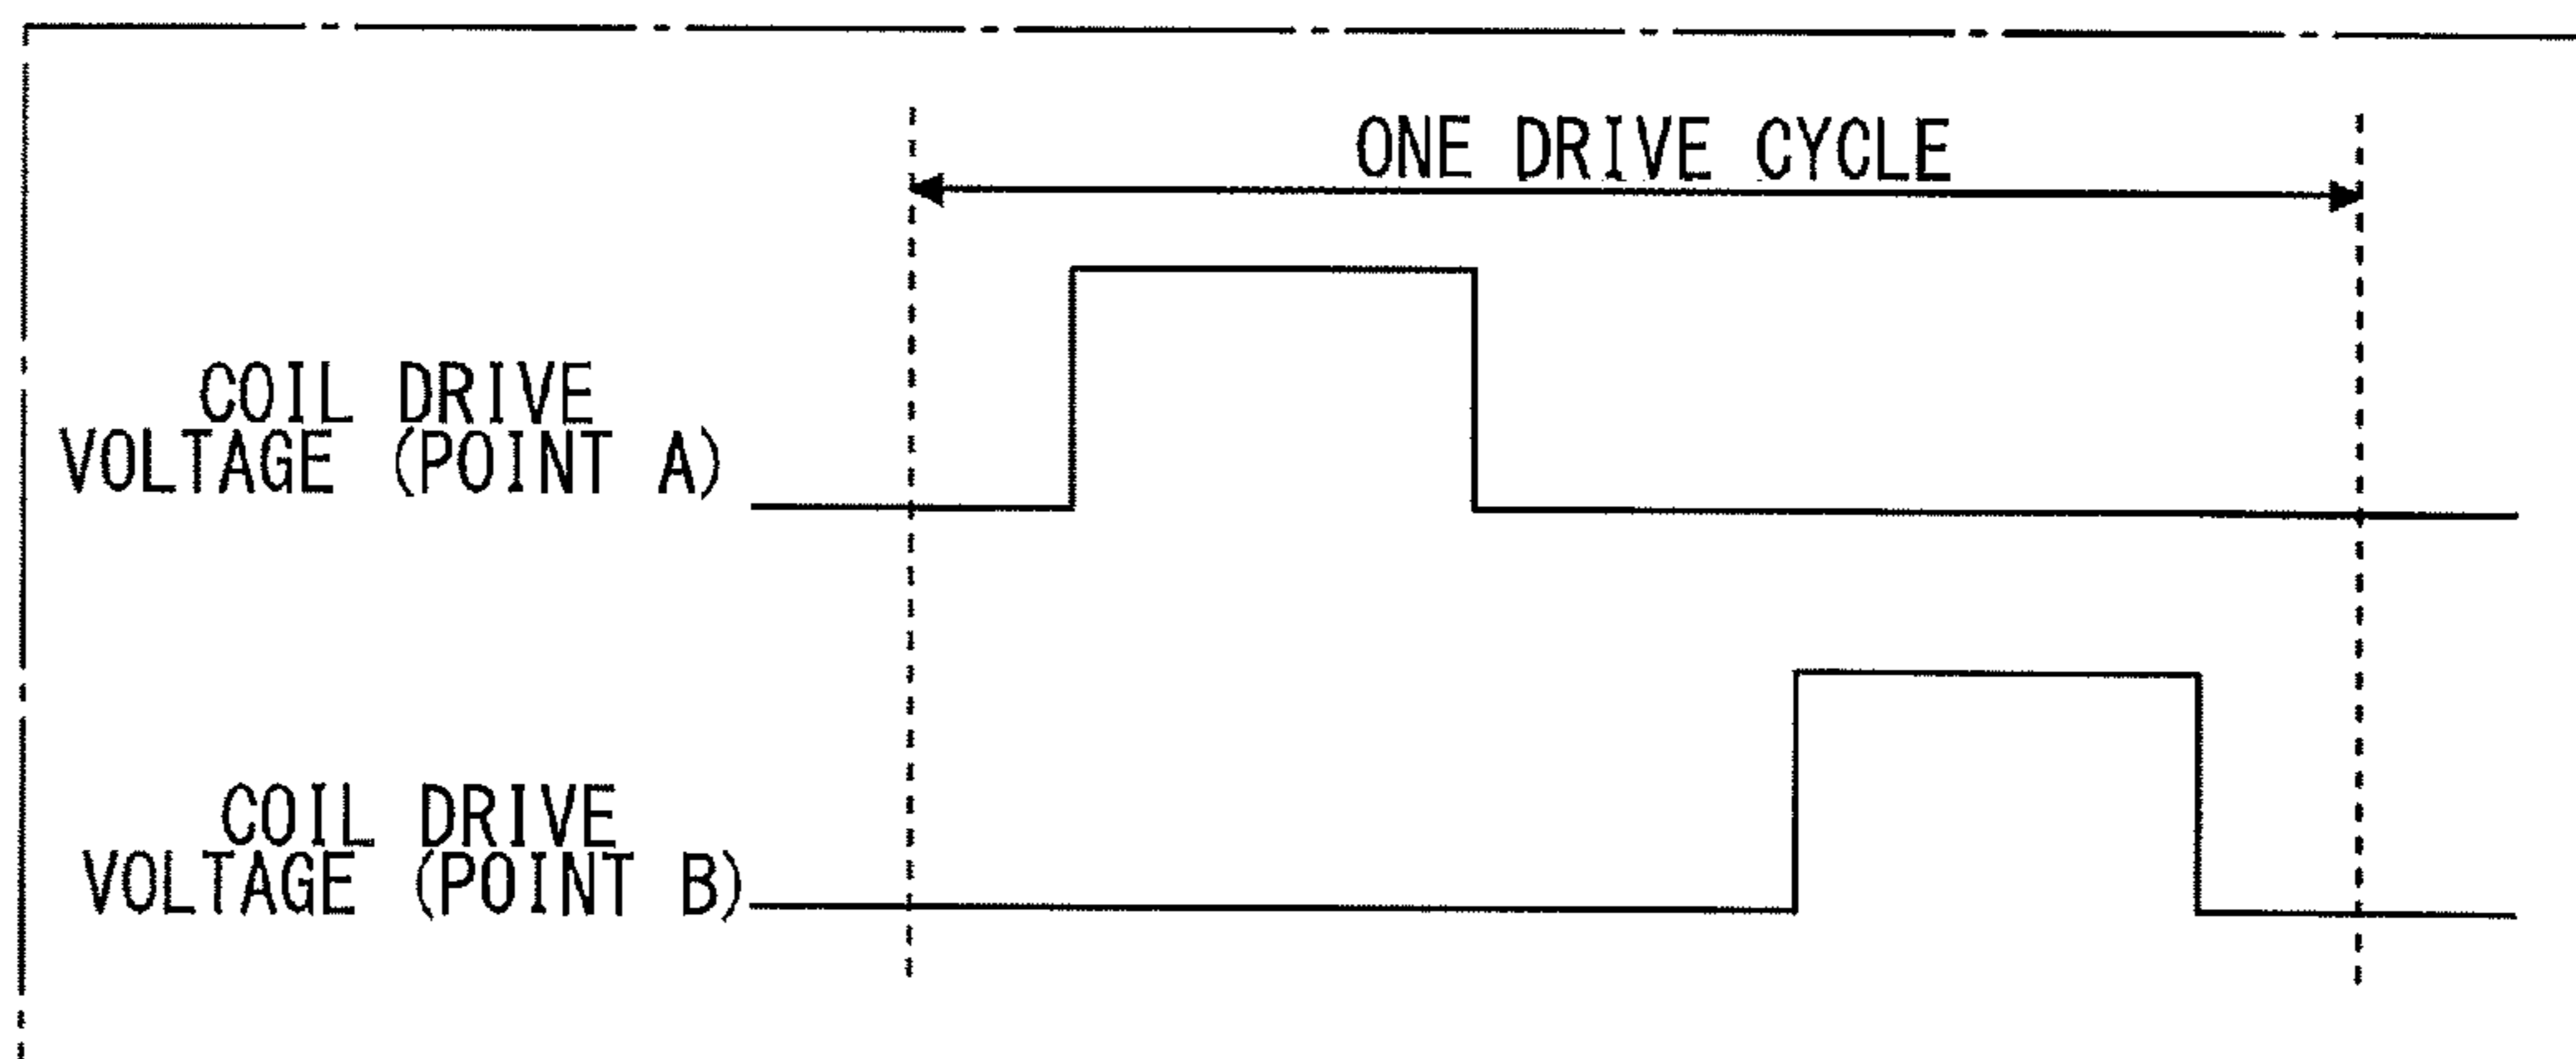 ONE DRIVE CYCLE
COIL DRIVE
VOLTAGE (POINT A)
COIL DRIVE
VOLTAGE (POINT B)